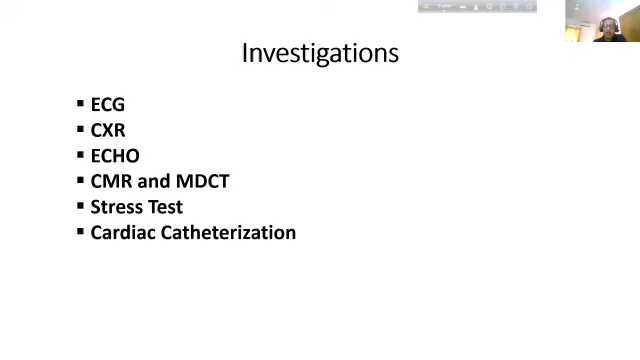 Investigations
▪ ECG
▪ CXR
▪ ECHO
▪ CMR and MDCT
▪ Stress Test
▪ Cardiac Catheterization